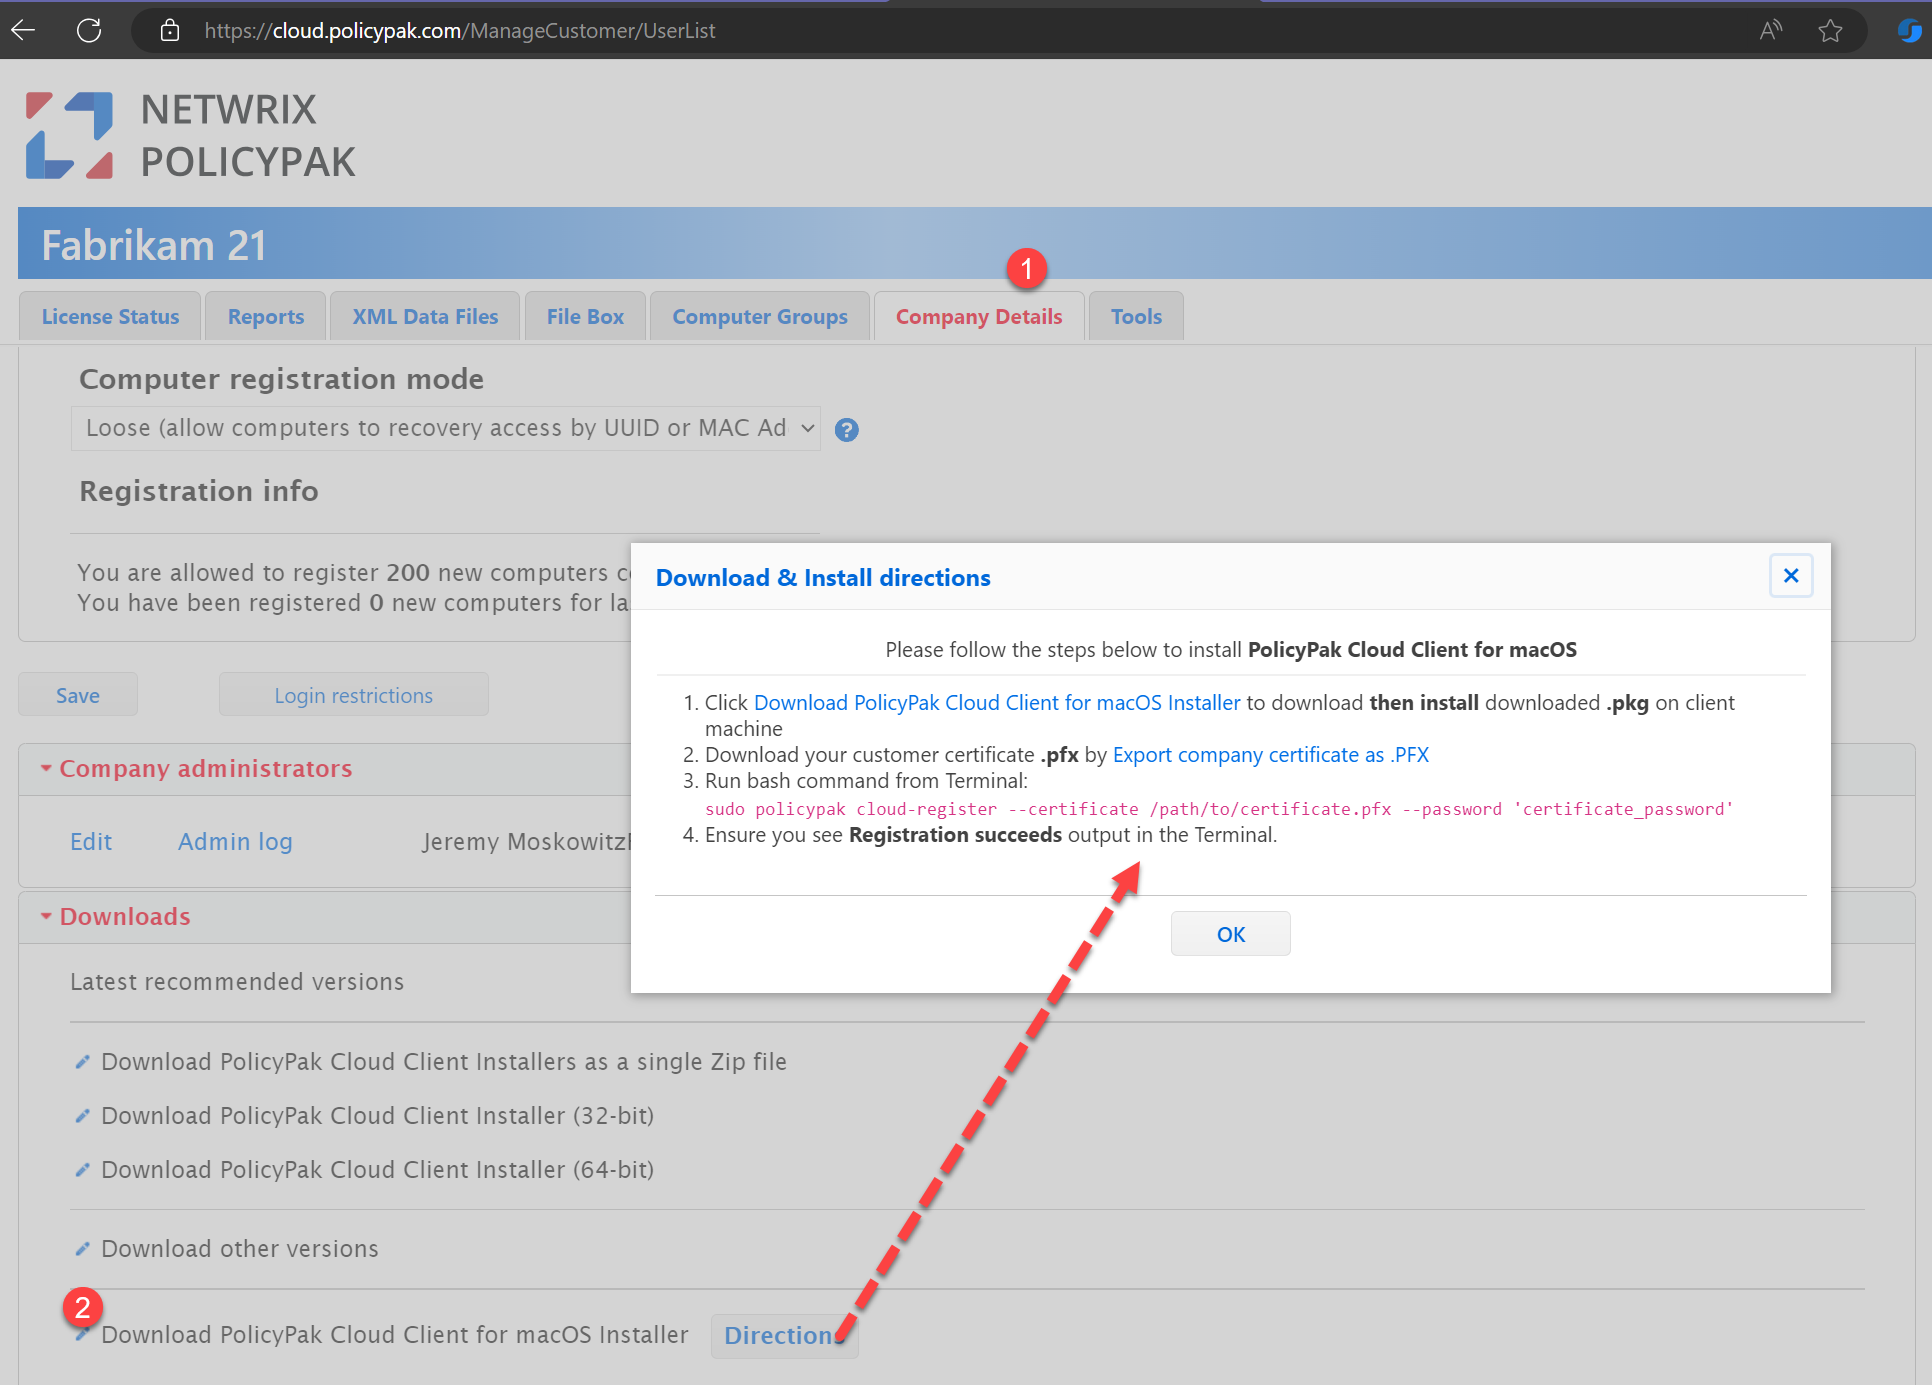 https://cloud.policypak.com/ManageCustomer/UserList
NETWRIX
POLICYPAK
Fabrikam 21
1
License Status
Reports
XML Data Files
File Box
Computer Groups
Company Details
Tools
Computer registration mode
Loose (allow computers to recovery access by UUID or MAC Ad
?
Registration info
You are allowed to register 200 new computers
You have been registered 0 new computers for
Save
Login restrictions
Company administrators
Edit
Admin log
Jeremy Moskowitz
Downloads
Latest recommended versions
Download PolicyPak Cloud Client Installers as a single Zip file
Download PolicyPak Cloud Client Installer (32-bit)
Download PolicyPak Cloud Client Installer (64-bit)
Download other versions
2
Download PolicyPak Cloud Client for macOS Installer
Directions
Download & Install directions
Please follow the steps below to install PolicyPak Cloud Client for macOS
1. Click Download PolicyPak Cloud Client for macOS Installer to download then install downloaded .pkg on client
machine
2. Download your customer certificate .pfx by Export company certificate as .PFX
3. Run bash command from Terminal:
sudo policypak cloud-register --certificate /path/to/certificate.pfx --password 'certificate_password'
4. Ensure you see Registration succeeds output in the Terminal.
OK